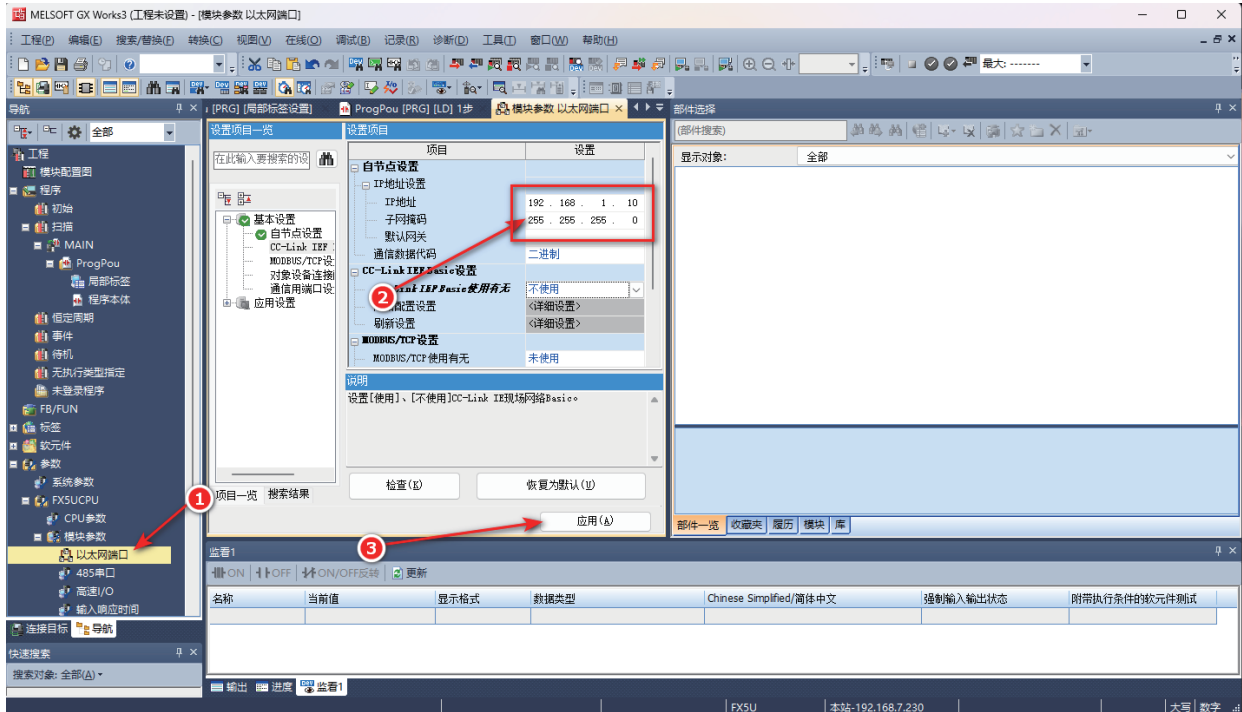 MELSOFT GX Works3 (工程未设置) - [模块参数 以太网端口]
工程(P) 编辑(E) 搜索/替换(F) 转换(C) 视图(V) 在线(O) 调试(B) 记录(R) 诊断(D) 工具(T) 窗口(W) 帮助(H)
最大: --------
导航
[PRG] [局部标签设置]
ProgPou [PRG] [LD] 1步
模块参数 以太网端口
部件选择
全部
设置项目一览
设置项目
(部件搜索)
工程
模块配置图
程序
初始
扫描
MAIN
ProgPou
局部标签
程序本体
恒定周期
事件
待机
无执行类型指定
未登录程序
FB/FUN
标签
软元件
参数
系统参数
FX5UCPU
CPU参数
模块参数
以太网端口
485串口
高速I/O
输入响应时间
连接目标 导航
快速搜索
搜索对象: 全部(A)
在此输入要搜索的设
基本设置
自节点设置
CC-Link IEF
MODBUS/TCP设
对象设备连接
通信用端口设
应用设置
项目一览 搜索结果
项目 设置
自节点设置
IP地址设置
IP地址 192 . 168 . 1 . 10
子网掩码 255 . 255 . 255 . 0
默认网关
通信数据代码 二进制
CC-Link IEF Basic设置
Link IEF Basic使用有无 不使用
配置设置 <详细设置>
刷新设置 <详细设置>
MODBUS/TCP设置
MODBUS/TCP使用有无 未使用
说明
设置[使用]、[不使用]CC-Link IE现场网络Basic。
检查(K) 恢复为默认(U)
应用(A)
1
2
3
显示对象: 全部
部件一览 收藏夹 履历 模块 库
监看1
ON OFF ON/OFF反转 更新
名称 当前值 显示格式 数据类型 Chinese Simplified/简体中文 强制输入输出状态 附带执行条件的软元件测试
输出 进度 监看1
FX5U 本站-192.168.7.230 大写 数字